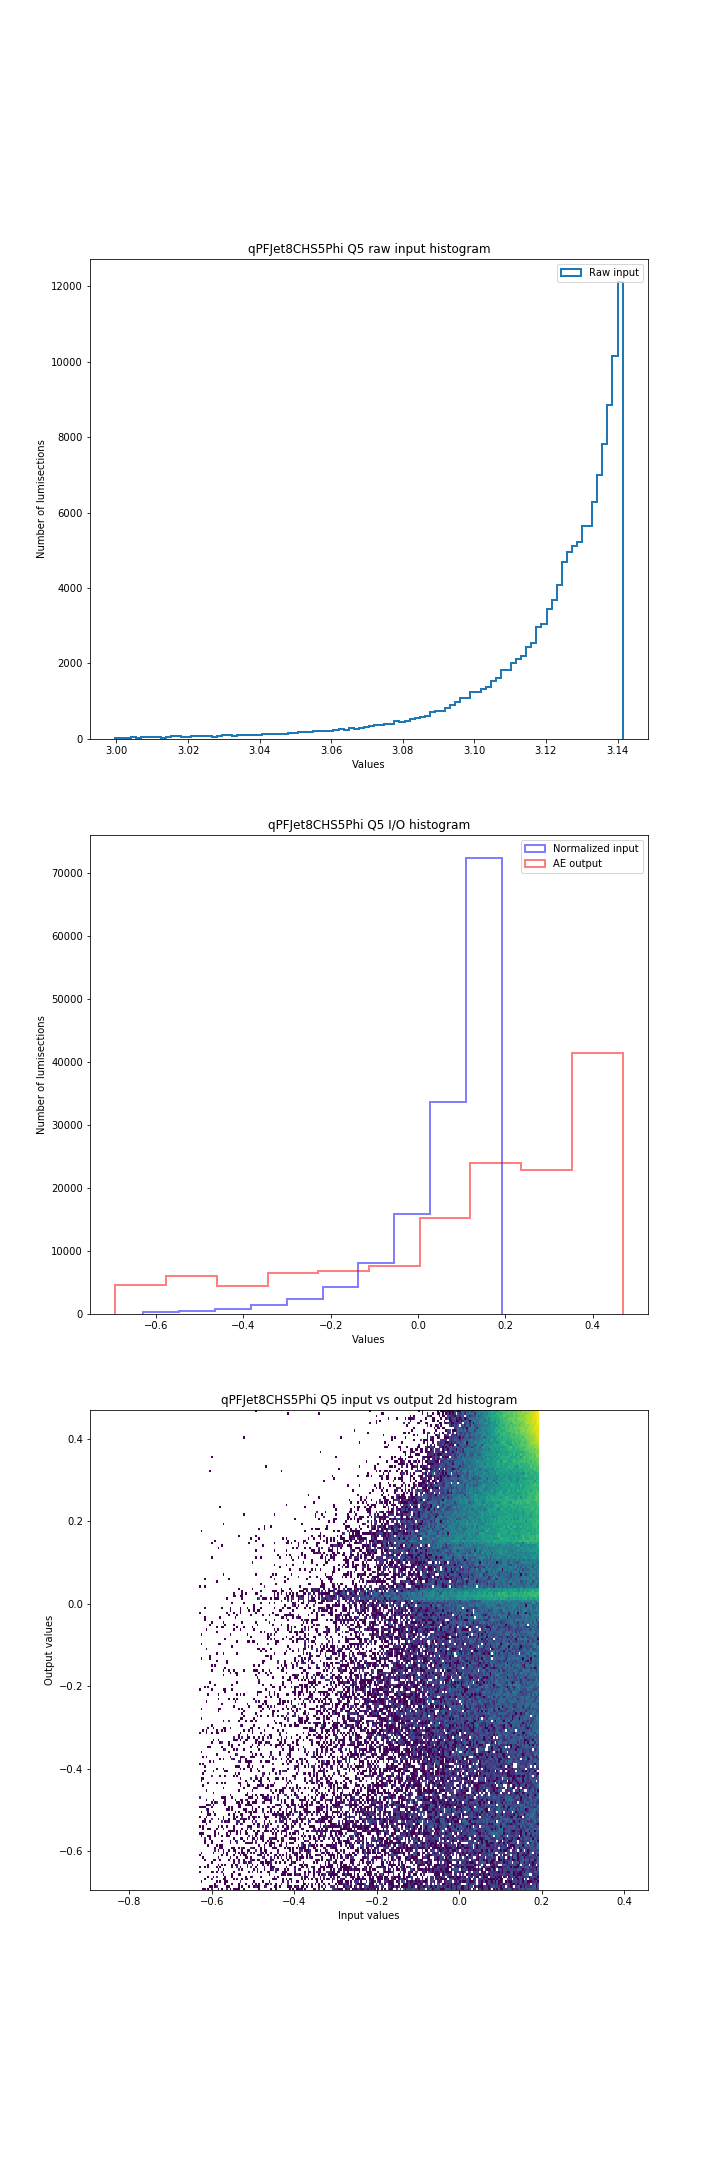 qPFJet8CHS5Phi Q5 raw input histogram
Raw input
12000
10000
8000
6000
4000
2000
0
Number of lumisections
3.00 3.02 3.04 3.06 3.08 3.10 3.12 3.14
Values
qPFJet8CHS5Phi Q5 I/O histogram
Normalized input
AE output
70000
60000
50000
40000
30000
20000
10000
0
Number of lumisections
−0.6 −0.4 −0.2 0.0 0.2 0.4
Values
qPFJet8CHS5Phi Q5 input vs output 2d histogram
0.4
0.2
0.0
−0.2
−0.4
−0.6
Output values
−0.8 −0.6 −0.4 −0.2 0.0 0.2 0.4
Input values